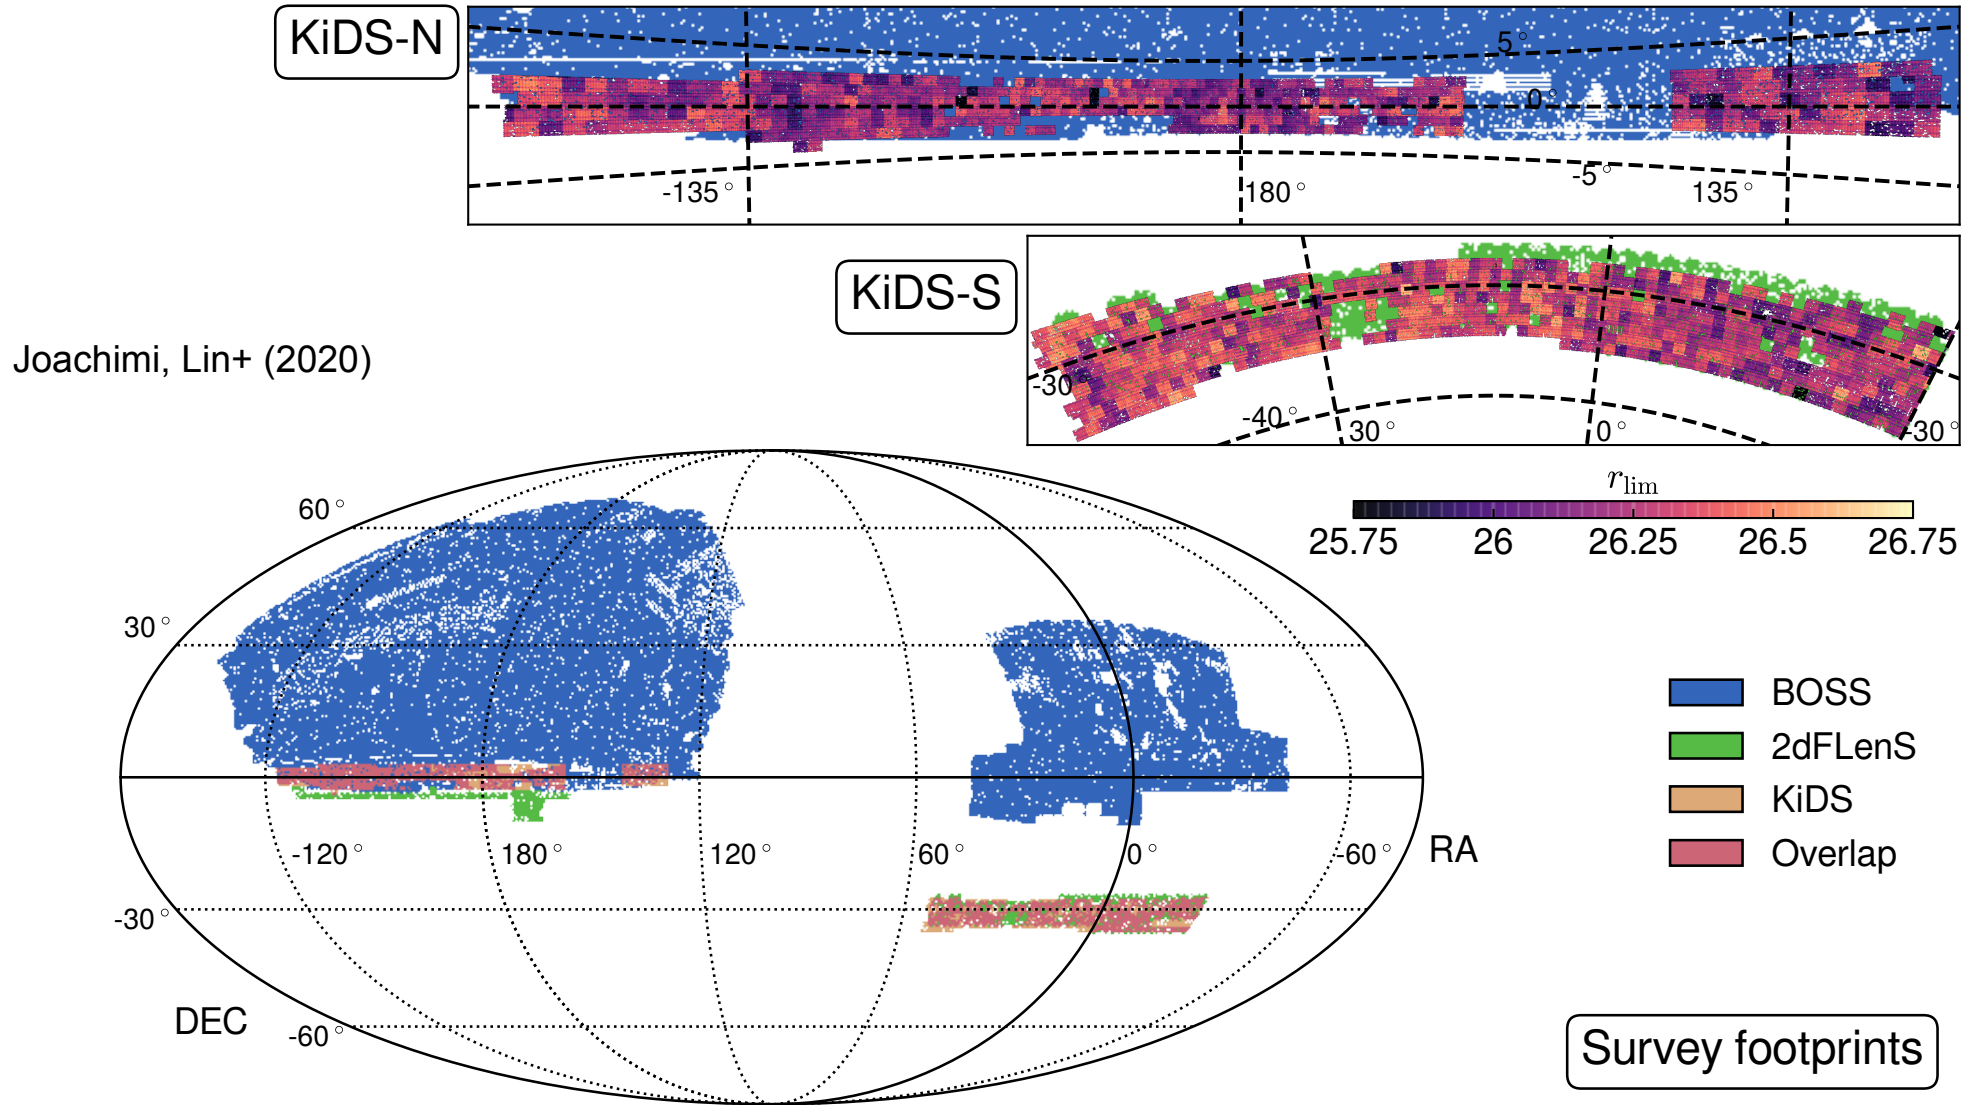 KiDS-N
5°
0°
-135°
180°
-5°
135°
KiDS-S
-30°
-40°
30°
0°
-30°
Joachimi, Lin+ (2020)
r_lim
25.75 26 26.25 26.5 26.75
60°
30°
-120° 180° 120° 60° 0° -60°
RA
-30°
DEC
-60°
BOSS
2dFLenS
KiDS
Overlap
Survey footprints